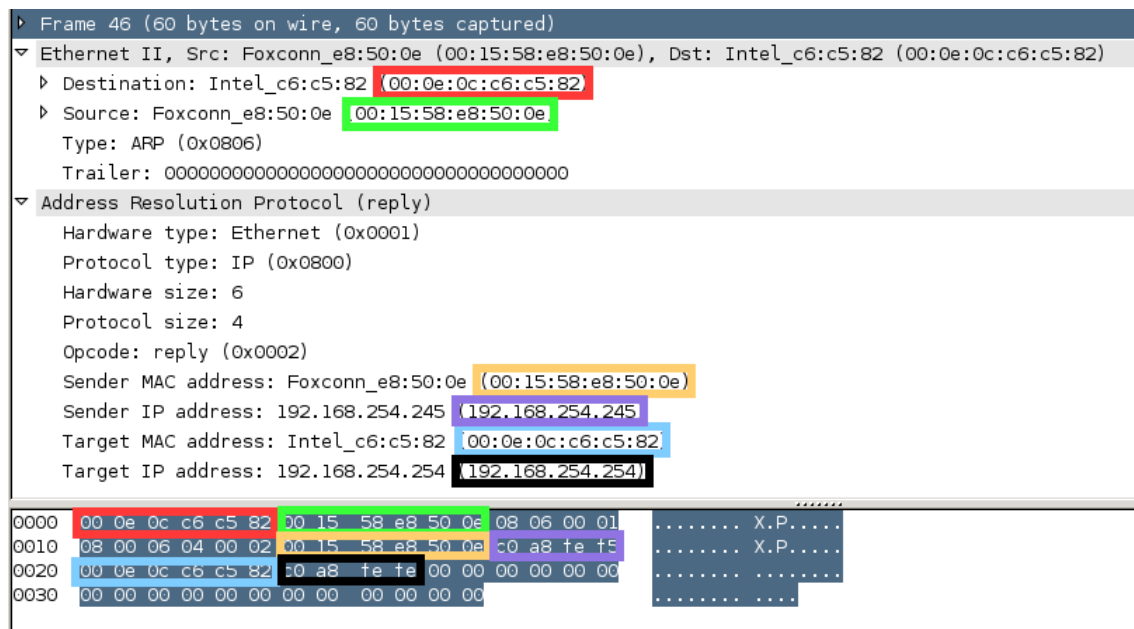 Frame 46 (60 bytes on wire, 60 bytes captured)
Ethernet II, Src: Foxconn_e8:50:0e (00:15:58:e8:50:0e), Dst: Intel_c6:c5:82 (00:0e:0c:c6:c5:82)
Destination: Intel_c6:c5:82 (00:0e:0c:c6:c5:82)
Source: Foxconn_e8:50:0e (00:15:58:e8:50:0e)
Type: ARP (0x0806)
Trailer: 000000000000000000000000000000000000
Address Resolution Protocol (reply)
Hardware type: Ethernet (0x0001)
Protocol type: IP (0x0800)
Hardware size: 6
Protocol size: 4
Opcode: reply (0x0002)
Sender MAC address: Foxconn_e8:50:0e (00:15:58:e8:50:0e)
Sender IP address: 192.168.254.245 (192.168.254.245)
Target MAC address: Intel_c6:c5:82 (00:0e:0c:c6:c5:82)
Target IP address: 192.168.254.254 (192.168.254.254)
0000 00 0e 0c c6 c5 82 00 15 58 e8 50 0e 08 06 00 01 ........ X.P.....
0010 08 00 06 04 00 02 00 15 58 e8 50 0e c0 a8 fe f5 ........ X.P.....
0020 00 0e 0c c6 c5 82 c0 a8 fe fe 00 00 00 00 00 00 ........ ........
0030 00 00 00 00 00 00 00 00 00 00 00 00 ........ ....